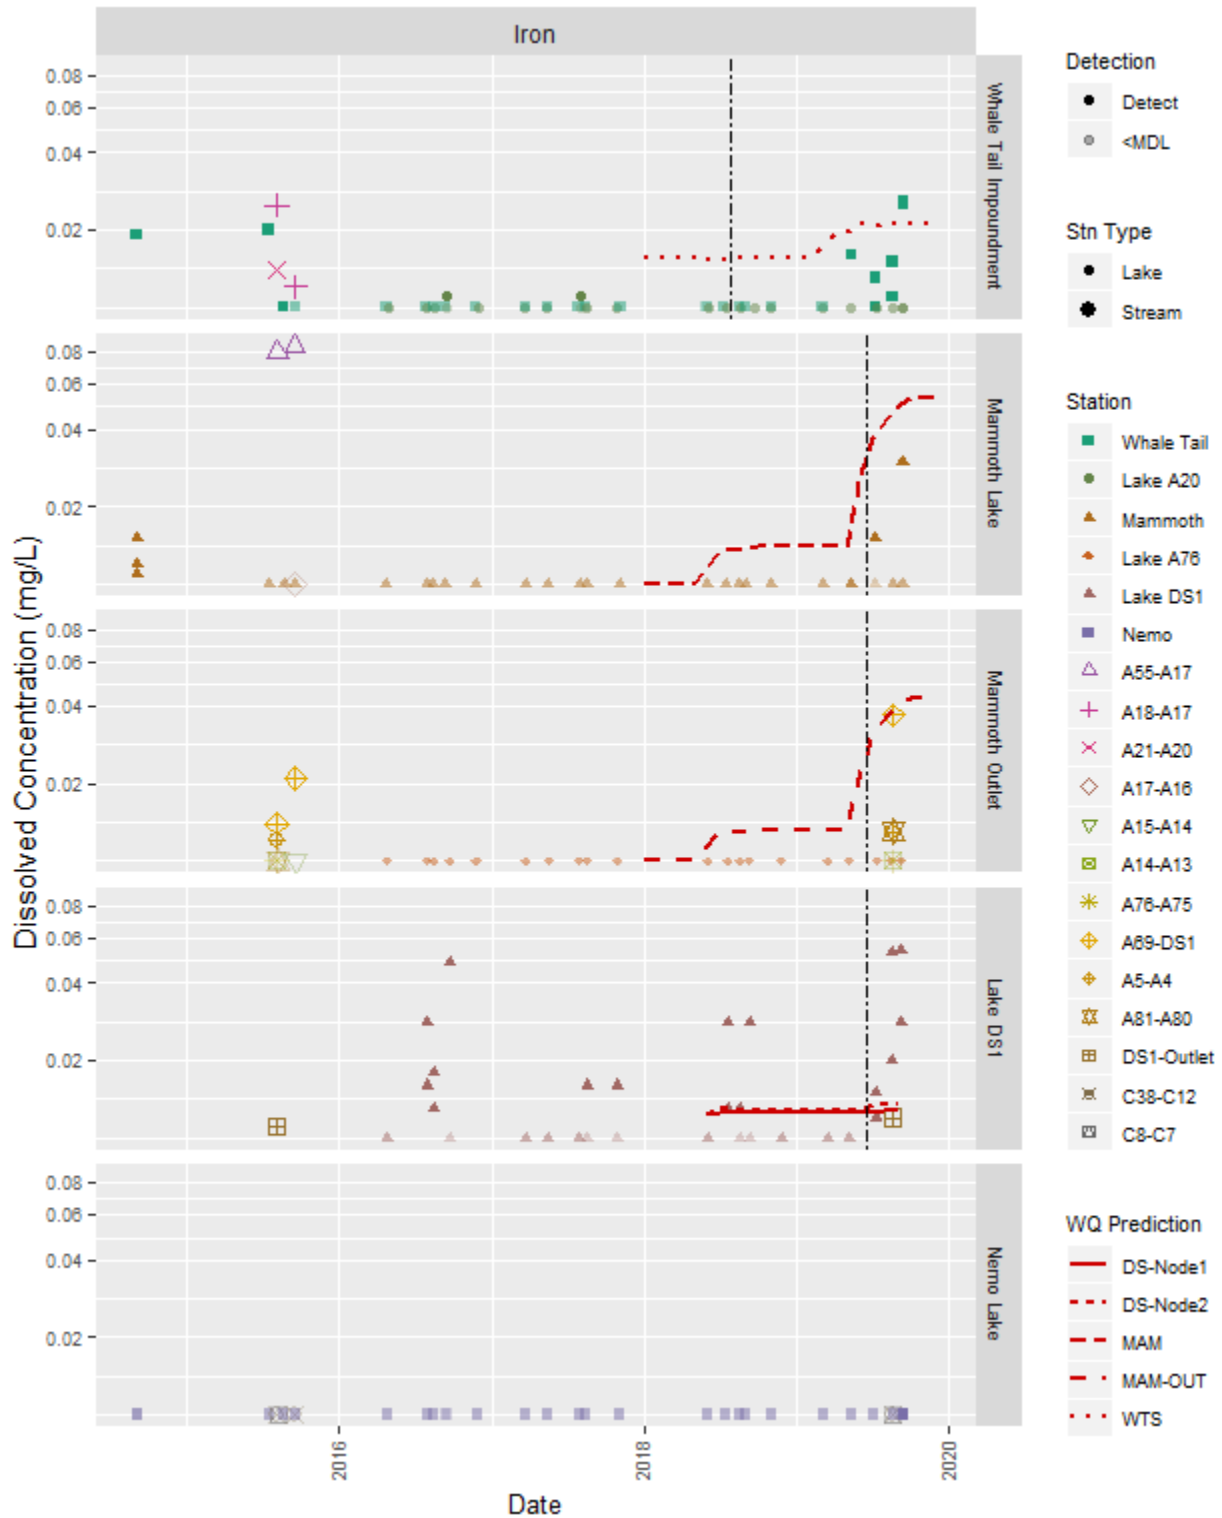 Iron
Dissolved Concentration (mg/L)
0.08
0.06
0.04
0.02
Whale Tail Impoundment
0.08
0.06
0.04
0.02
Mammoth Lake
0.08
0.06
0.04
0.02
Mammoth Outlet
0.08
0.06
0.04
0.02
Lake DS1
0.08
0.06
0.04
0.02
Nemo Lake
2016
2018
2020
Date
Detection
Detect
<MDL
Stn Type
Lake
Stream
Station
Whale Tail
Lake A20
Mammoth
Lake A76
Lake DS1
Nemo
A55-A17
A18-A17
A21-A20
A17-A16
A15-A14
A14-A13
A76-A75
A69-DS1
A5-A4
A81-A80
DS1-Outlet
C38-C12
C8-C7
WQ Prediction
DS-Node1
DS-Node2
MAM
MAM-OUT
WTS